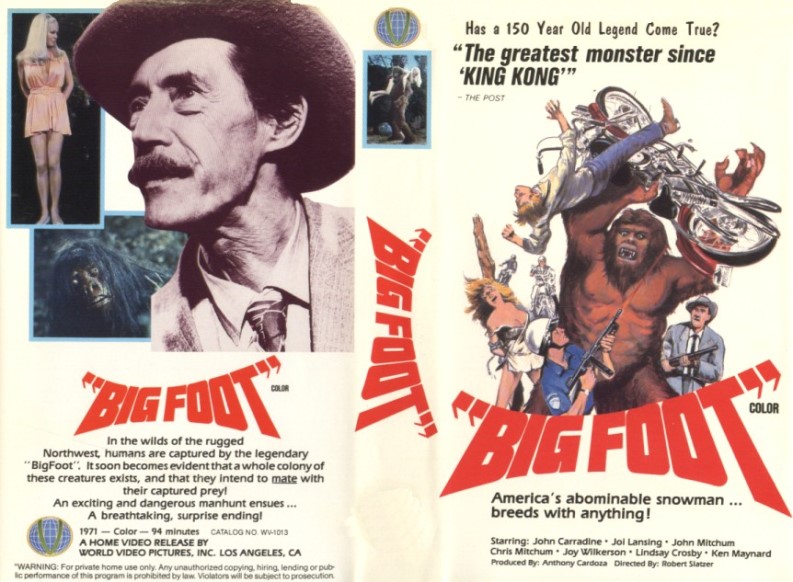 "BIG FOOT"
COLOR
In the wilds of the rugged
Northwest, humans are captured by the legendary
"BigFoot". It soon becomes evident that a whole colony of
these creatures exists, and that they intend to mate with
their captured prey!
An exciting and dangerous manhunt ensues ...
A breathtaking, surprise ending!
1971 — Color — 94 minutes CATALOG NO. WV-1013
A HOME VIDEO RELEASE BY
WORLD VIDEO PICTURES, INC. LOS ANGELES, CA
"WARNING: For private home use only. Any unauthorized copying, hiring, lending or pub-
lic performance of this program is prohibited by law. Violators will be subject to prosecution.
"BIG FOOT"
Has a 150 Year Old Legend Come True?
"The greatest monster since
'KING KONG'"
– THE POST
"BIG FOOT"
COLOR
America's abominable snowman ...
breeds with anything!
Starring: John Carradine • Joi Lansing • John Mitchum
Chris Mitchum • Joy Wilkerson • Lindsay Crosby • Ken Maynard
Produced By: Anthony Cardoza Directed By: Robert Slatzer